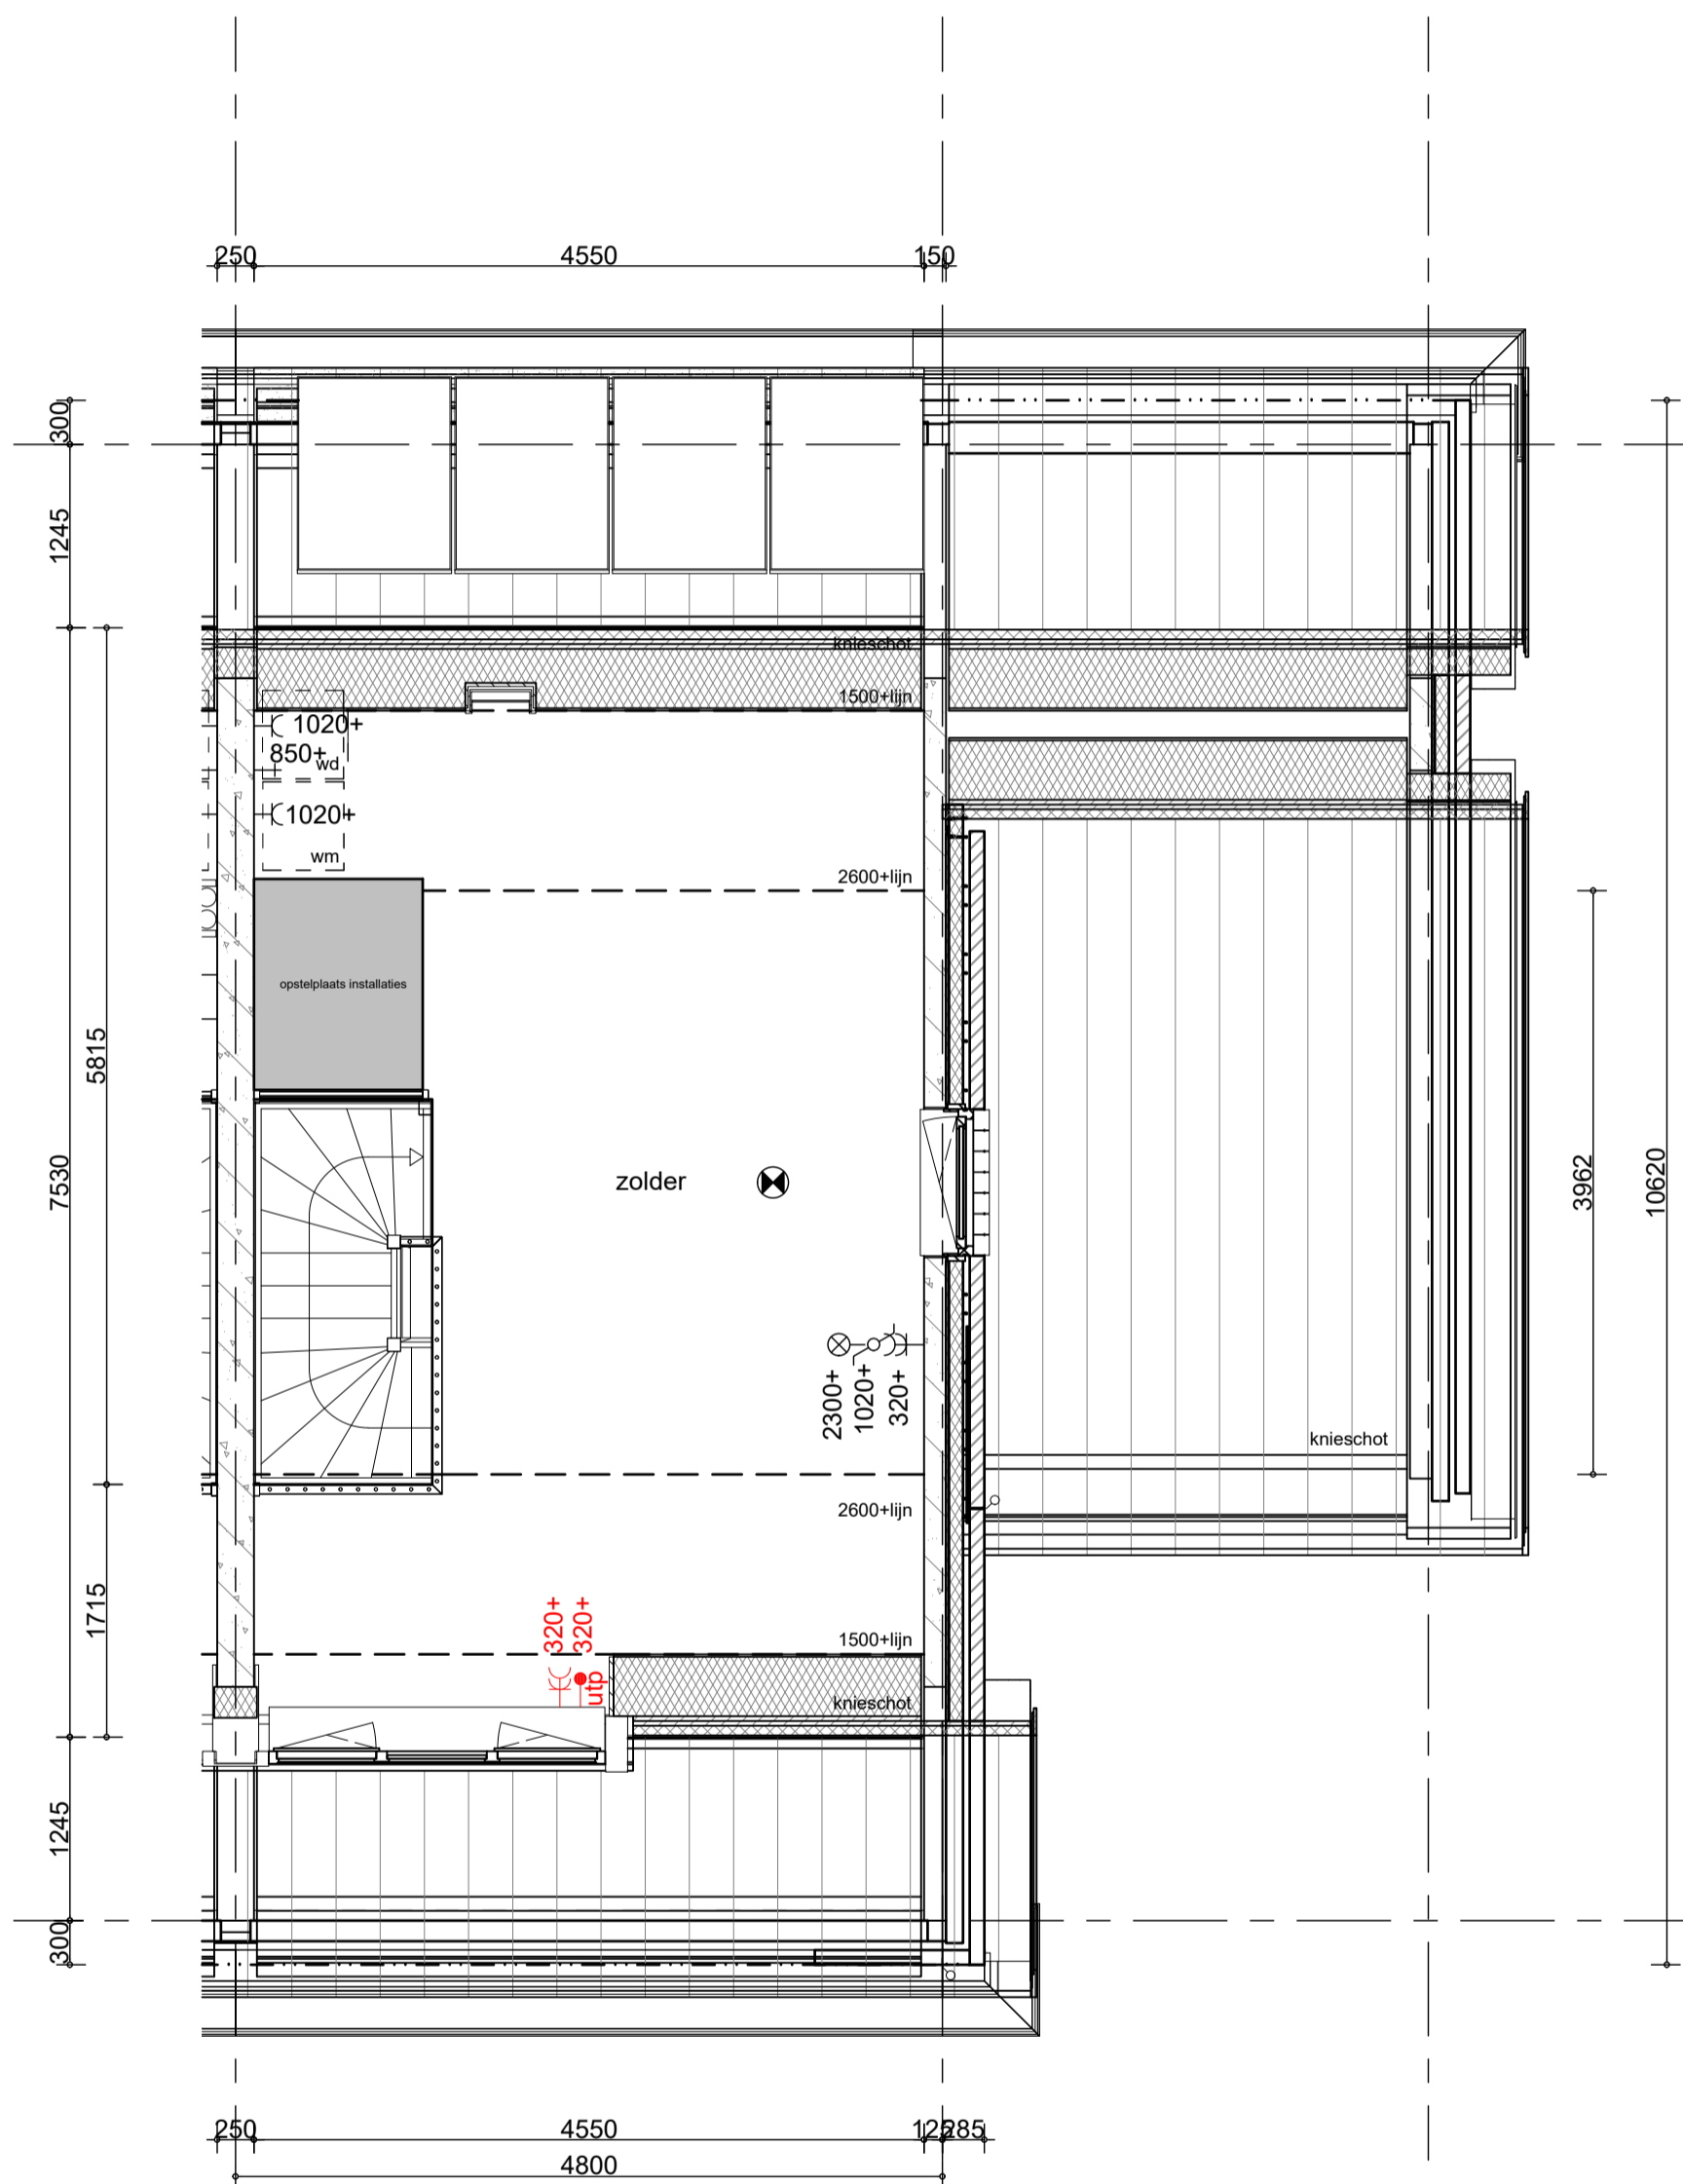 250
4550
150
300
1245
knieschot
1500+lijn
1020+
850+
wd
1020+
wm
2600+lijn
opstelplaats installaties
5815
7530
zolder
3962
10620
2300+
1020+
320+
knieschot
2600+lijn
1715
320+
320+
utp
1500+lijn
knieschot
1245
300
250
4550
125
285
4800